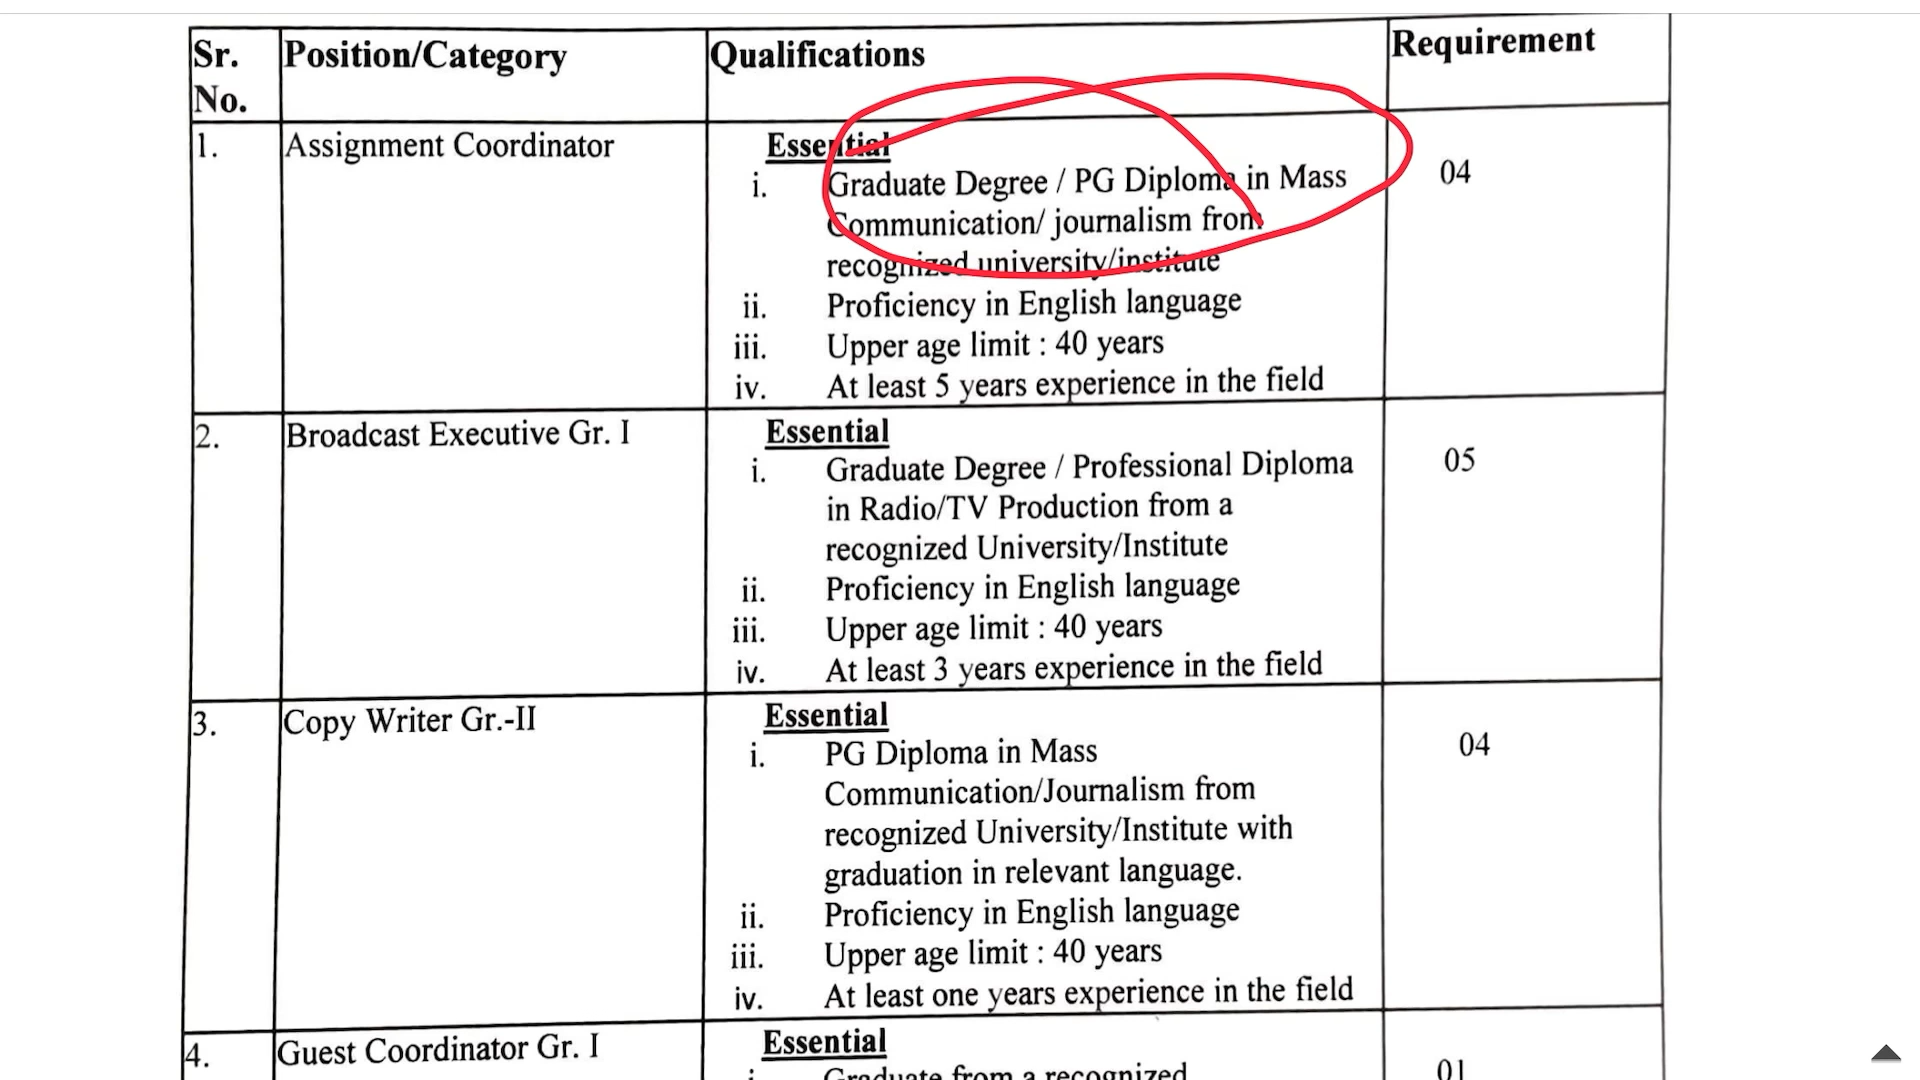 Sr. No. Position/Category Qualifications Requirement
1. Assignment Coordinator Essential 04
i. Graduate Degree / PG Diploma in Mass
Communication/ journalism from
recognized university/institute
ii. Proficiency in English language
iii. Upper age limit : 40 years
iv. At least 5 years experience in the field
2. Broadcast Executive Gr. I Essential 05
i. Graduate Degree / Professional Diploma
in Radio/TV Production from a
recognized University/Institute
ii. Proficiency in English language
iii. Upper age limit : 40 years
iv. At least 3 years experience in the field
3. Copy Writer Gr.-II Essential 04
i. PG Diploma in Mass
Communication/Journalism from
recognized University/Institute with
graduation in relevant language.
ii. Proficiency in English language
iii. Upper age limit : 40 years
iv. At least one years experience in the field
4. Guest Coordinator Gr. I Essential 01
i. Graduate from a recognized